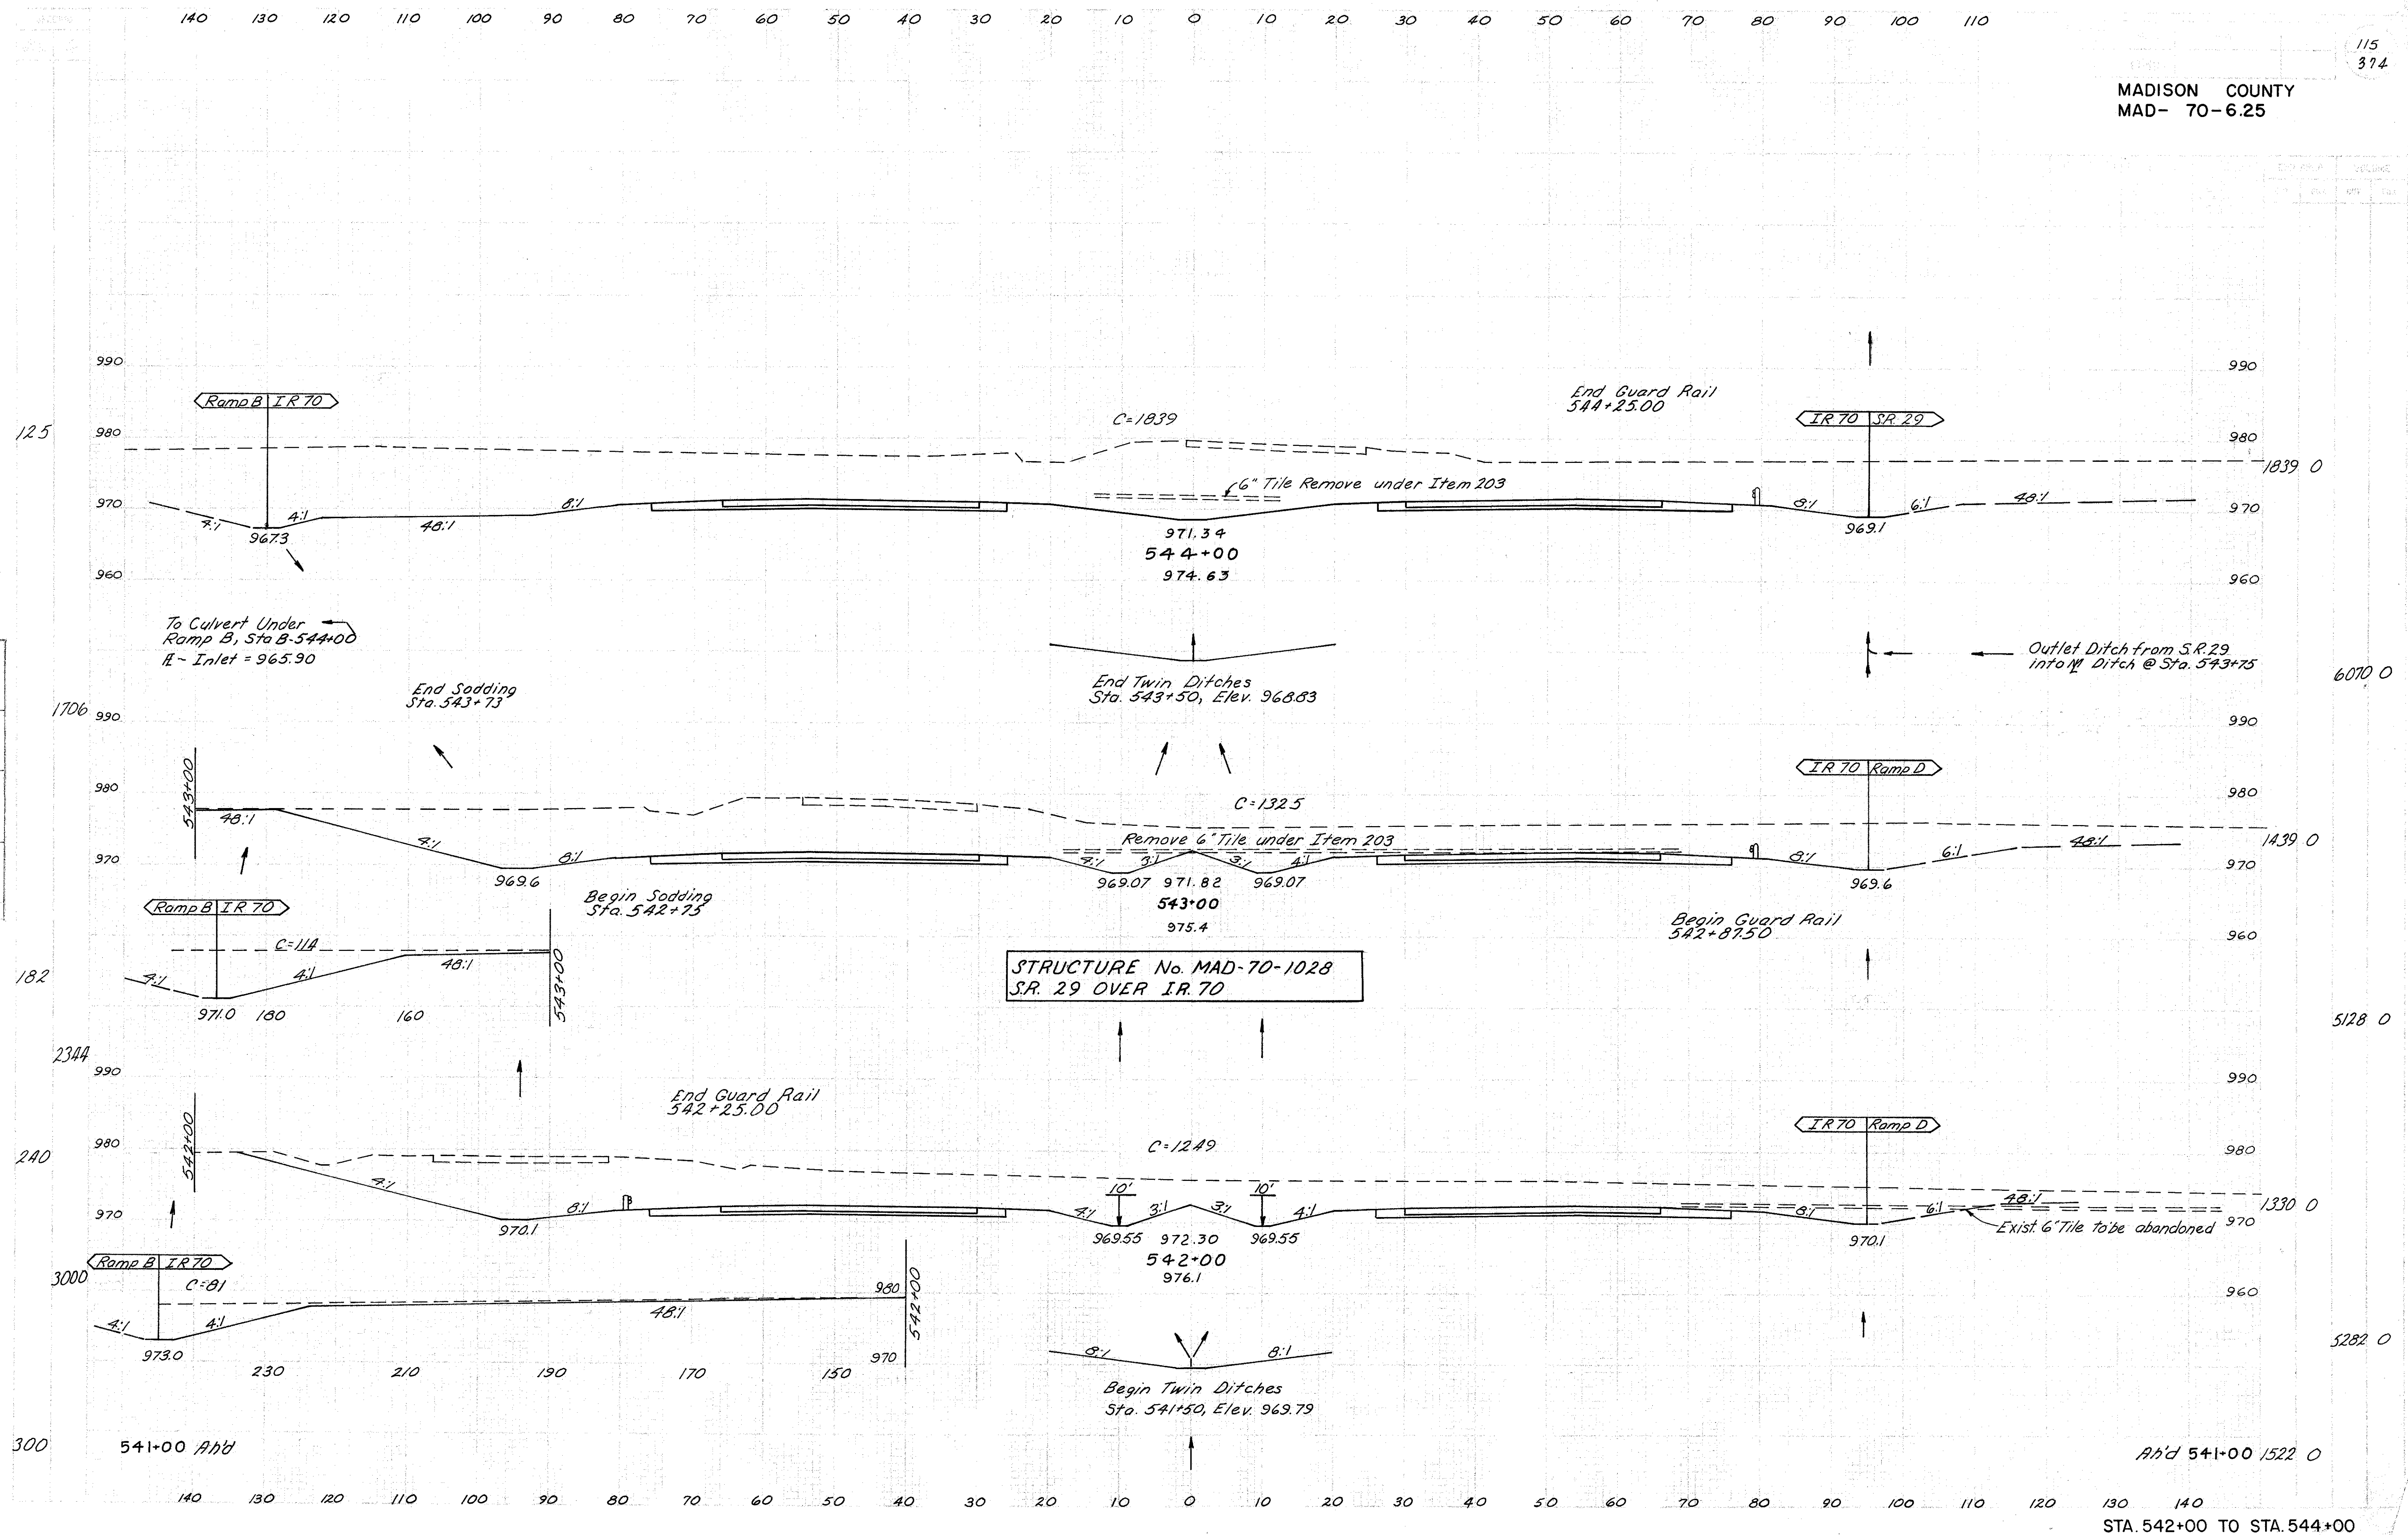 140 130 120 110 100 90 80 70 60 50 40 30 20 10 0 10 20 30 40 50 60 70 80 90 100 110
115
374
MADISON COUNTY
MAD- 70-6.25
990
990
Ramp B IR 70
C=1839
End Guard Rail
544+25.00
IR 70 S.R. 29
125
980
980
1839 0
6" Tile Remove under Item 203
970
4:1
4:1
48:1
8:1
8:1
6:1
48:1
970
967.3
971.34
969.1
544+00
974.63
960
960
To Culvert Under
Ramp B, Sta B-544+00
Inlet = 965.90
Outlet Ditch from S.R. 29
into Ditch @ Sta. 543+75
6070 0
End Sodding
Sta. 543+73
End Twin Ditches
Sta. 543+50, Elev. 968.83
1706
990
990
543+00
IR 70 Ramp D
980
C=1325
980
48:1
4:1
8:1
Remove 6" Tile under Item 203
4:1
3:1
3:1
4:1
8:1
6:1
48:1
1439 0
970
970
969.6
969.07 971.82 969.07
969.6
Begin Sodding
Sta. 542+75
543+00
975.4
Begin Guard Rail
542+87.50
960
Ramp B IR 70
C=114
4:1
4:1
48:1
543+00
182
971.0 180 160
STRUCTURE No. MAD-70-1028
S.R. 29 OVER I.R. 70
5128 0
2344
990
990
End Guard Rail
542+25.00
IR 70 Ramp D
542+00
240
980
C=1249
980
4:1
8:1
10'
10'
4:1
3:1
3:1
4:1
8:1
6:1
48:1
1330 0
970
970
970.1
969.55 972.30 969.55
970.1
Exist. 6" Tile to be abandoned
542+00
976.1
Ramp B IR 70
3000
C=81
980
960
4:1
4:1
48:1
542+00
973.0
970
230 210 190 170 150
8:1
8:1
5282 0
Begin Twin Ditches
Sta. 541+50, Elev. 969.79
300
541+00 Ah'd
Ah'd 541+00 1522 0
140 130 120 110 100 90 80 70 60 50 40 30 20 10 0 10 20 30 40 50 60 70 80 90 100 110 120 130 140
STA. 542+00 TO STA. 544+00